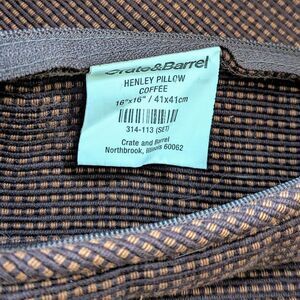 Crate&Barrel
HENLEY PILLOW
COFFEE
16"x16" / 41x41cm
314-113 (SET)
Crate and Barrel
Northbrook, Illinois 60062